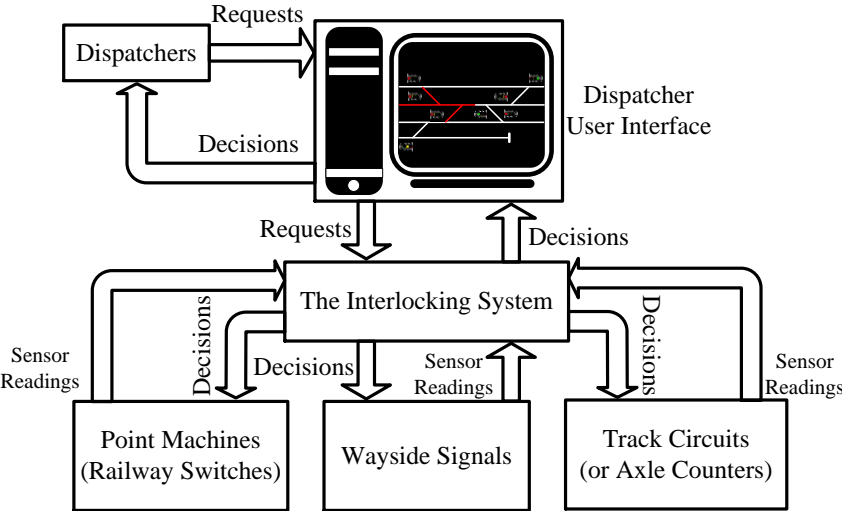 Requests
Dispatchers
Decisions
Dispatcher
User Interface
Requests
Decisions
The Interlocking System
Decisions
Decisions
Sensor
Readings
Decisions
Sensor
Readings
Sensor
Readings
Point Machines
(Railway Switches)
Wayside Signals
Track Circuits
(or Axle Counters)